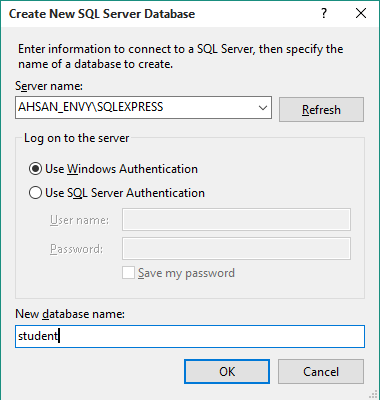 Create New SQL Server Database
Enter information to connect to a SQL Server, then specify the
name of a database to create.
Server name:
AHSAN_ENVY\SQLEXPRESS
Refresh
Log on to the server
Use Windows Authentication
Use SQL Server Authentication
User name:
Password:
Save my password
New database name:
student
OK
Cancel